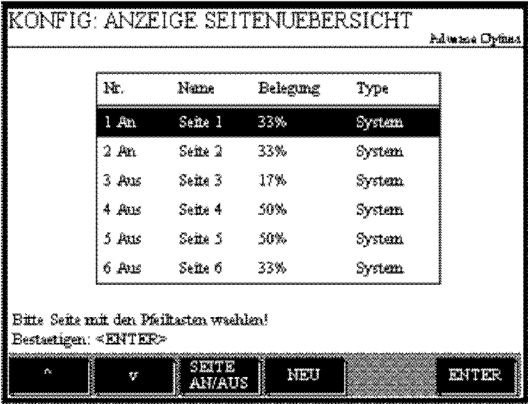 KONFIG: ANZEIGE SEITENUEBERSICHT
Advance Optima
Nr. Name Belegung Type
1 An Seite 1 33% System
2 An Seite 2 33% System
3 Aus Seite 3 17% System
4 Aus Seite 4 50% System
5 Aus Seite 5 50% System
6 Aus Seite 6 33% System
Bitte Seite mit den Pfeiltasten waehlen!
Bestaetigen: <ENTER>
^ v SEITE AN/AUS NEU ENTER